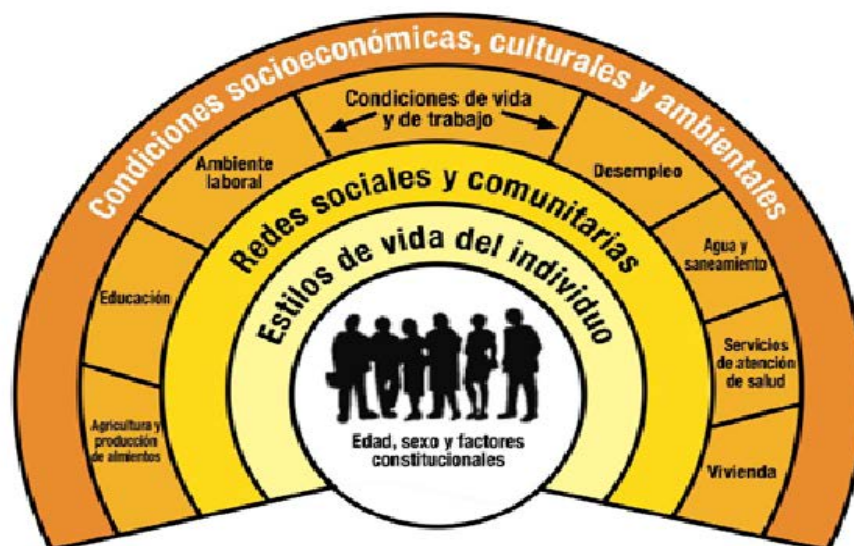 Condiciones socioeconómicas, culturales y ambientales
Condiciones de vida
y de trabajo
Ambiente
laboral
Desempleo
Redes sociales y comunitarias
Agua y
saneamiento
Estilos de vida del individuo
Educación
Servicios
de atención
de salud
Agricultura y
producción
de almientos
Edad, sexo y factores
constitucionales
Vivienda